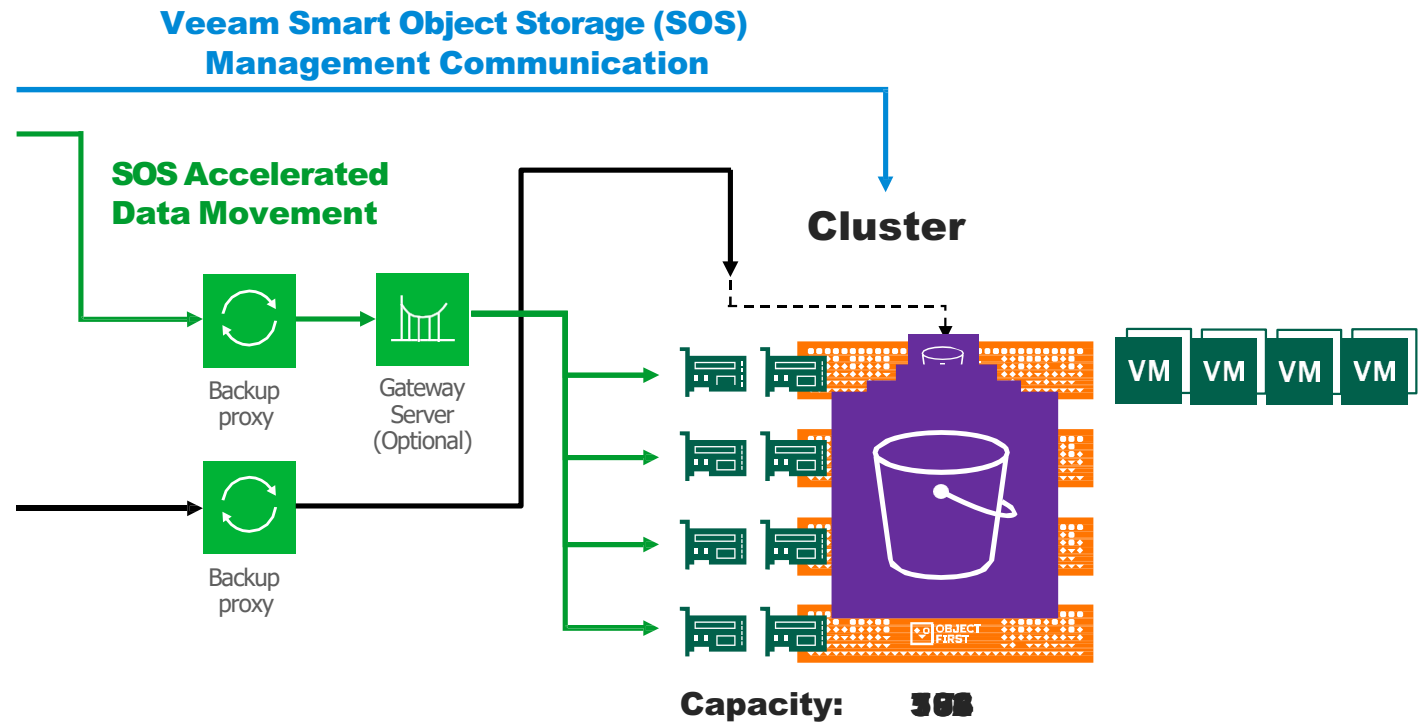 Veeam Smart Object Storage (SOS)
Management Communication
SOS Accelerated
Data Movement
Cluster
Backup
proxy
Gateway
Server
(Optional)
VM VM VM VM
Backup
proxy
OBJECT
FIRST
Capacity: